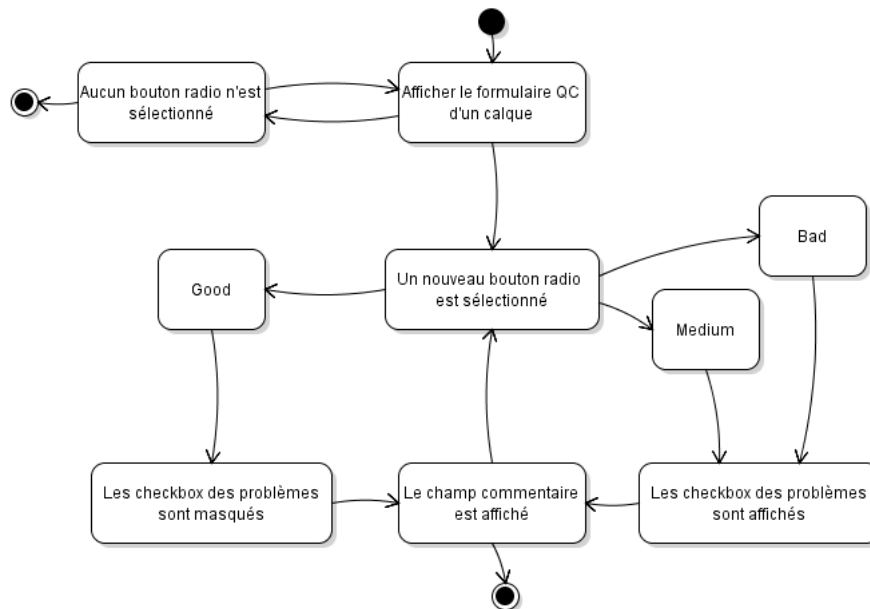 Aucun bouton radio n'est
sélectionné
Afficher le formulaire QC
d'un calque
Bad
Good
Un nouveau bouton radio
est sélectionné
Medium
Les checkbox des problèmes
sont masqués
Le champ commentaire
est affiché
Les checkbox des problèmes
sont affichés